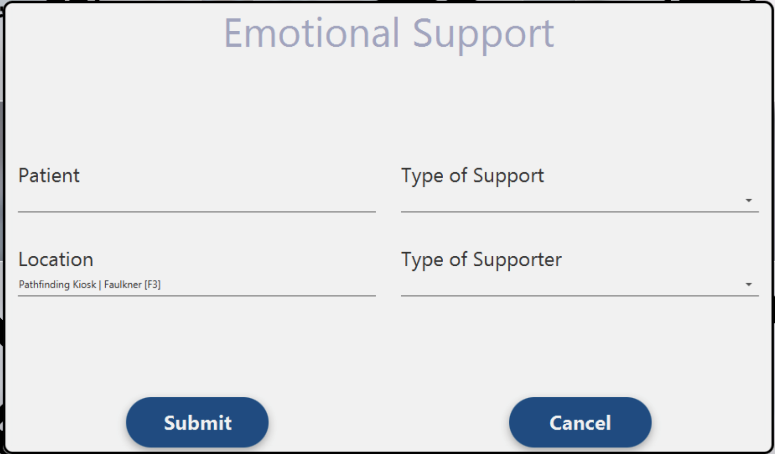 Emotional Support
Patient
Type of Support
Location
Pathfinding Kiosk | Faulkner [F3]
Type of Supporter
Submit
Cancel